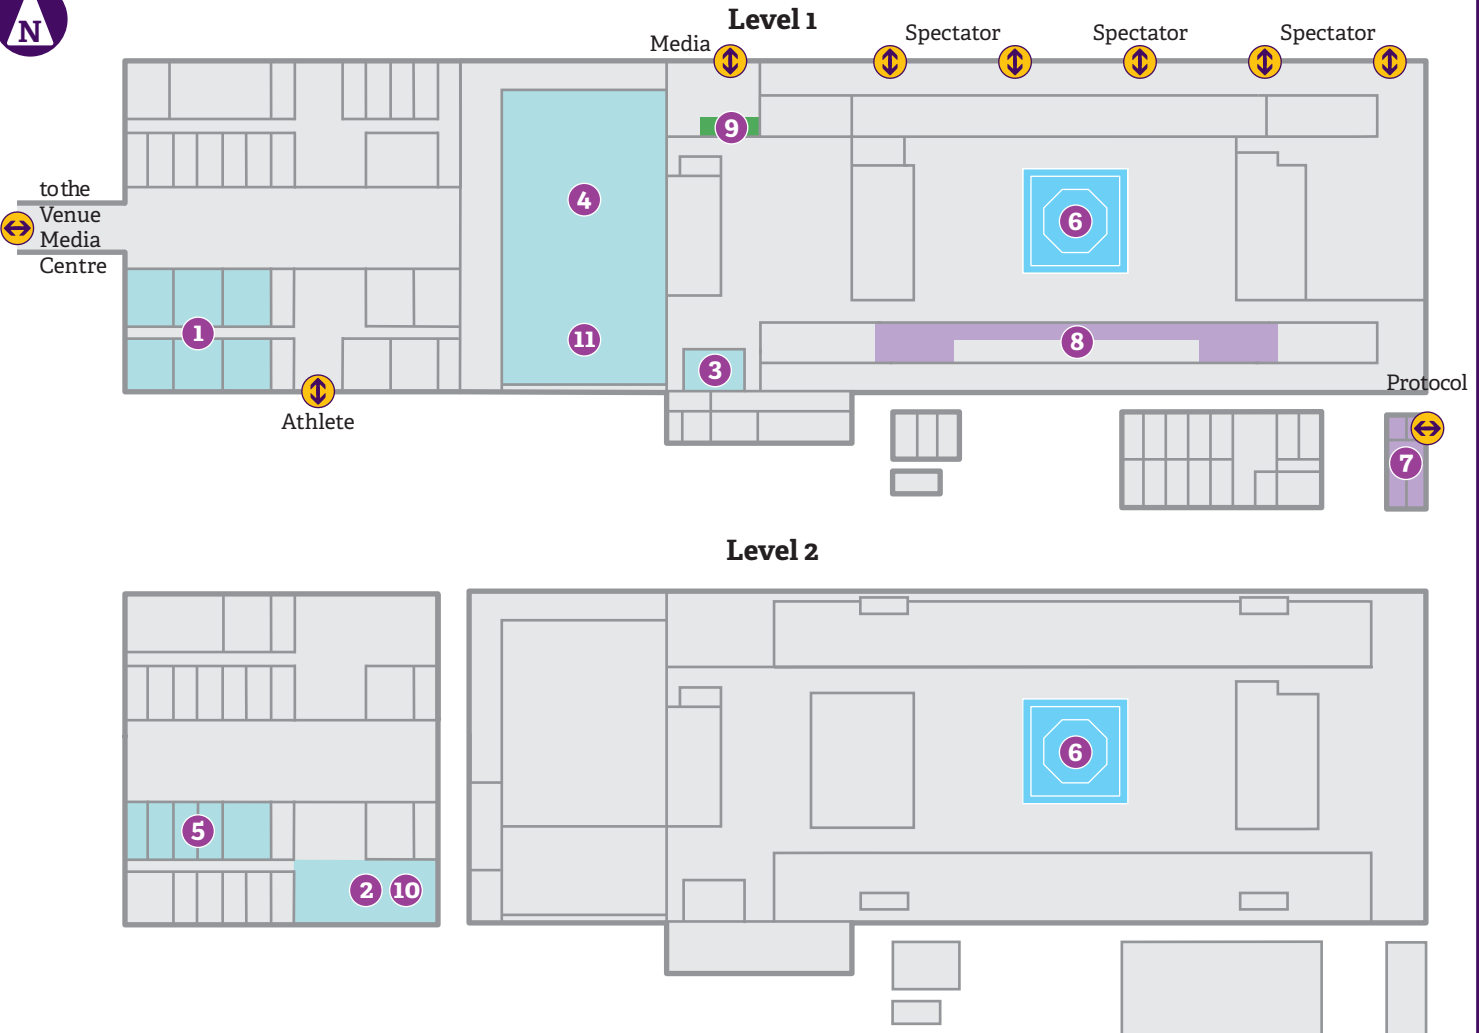 N
Level 1
Media
Spectator
Spectator
Spectator
9
4
6
to the
Venue
Media
Centre
1
11
8
3
Protocol
Athlete
7
Level 2
6
5
2
10